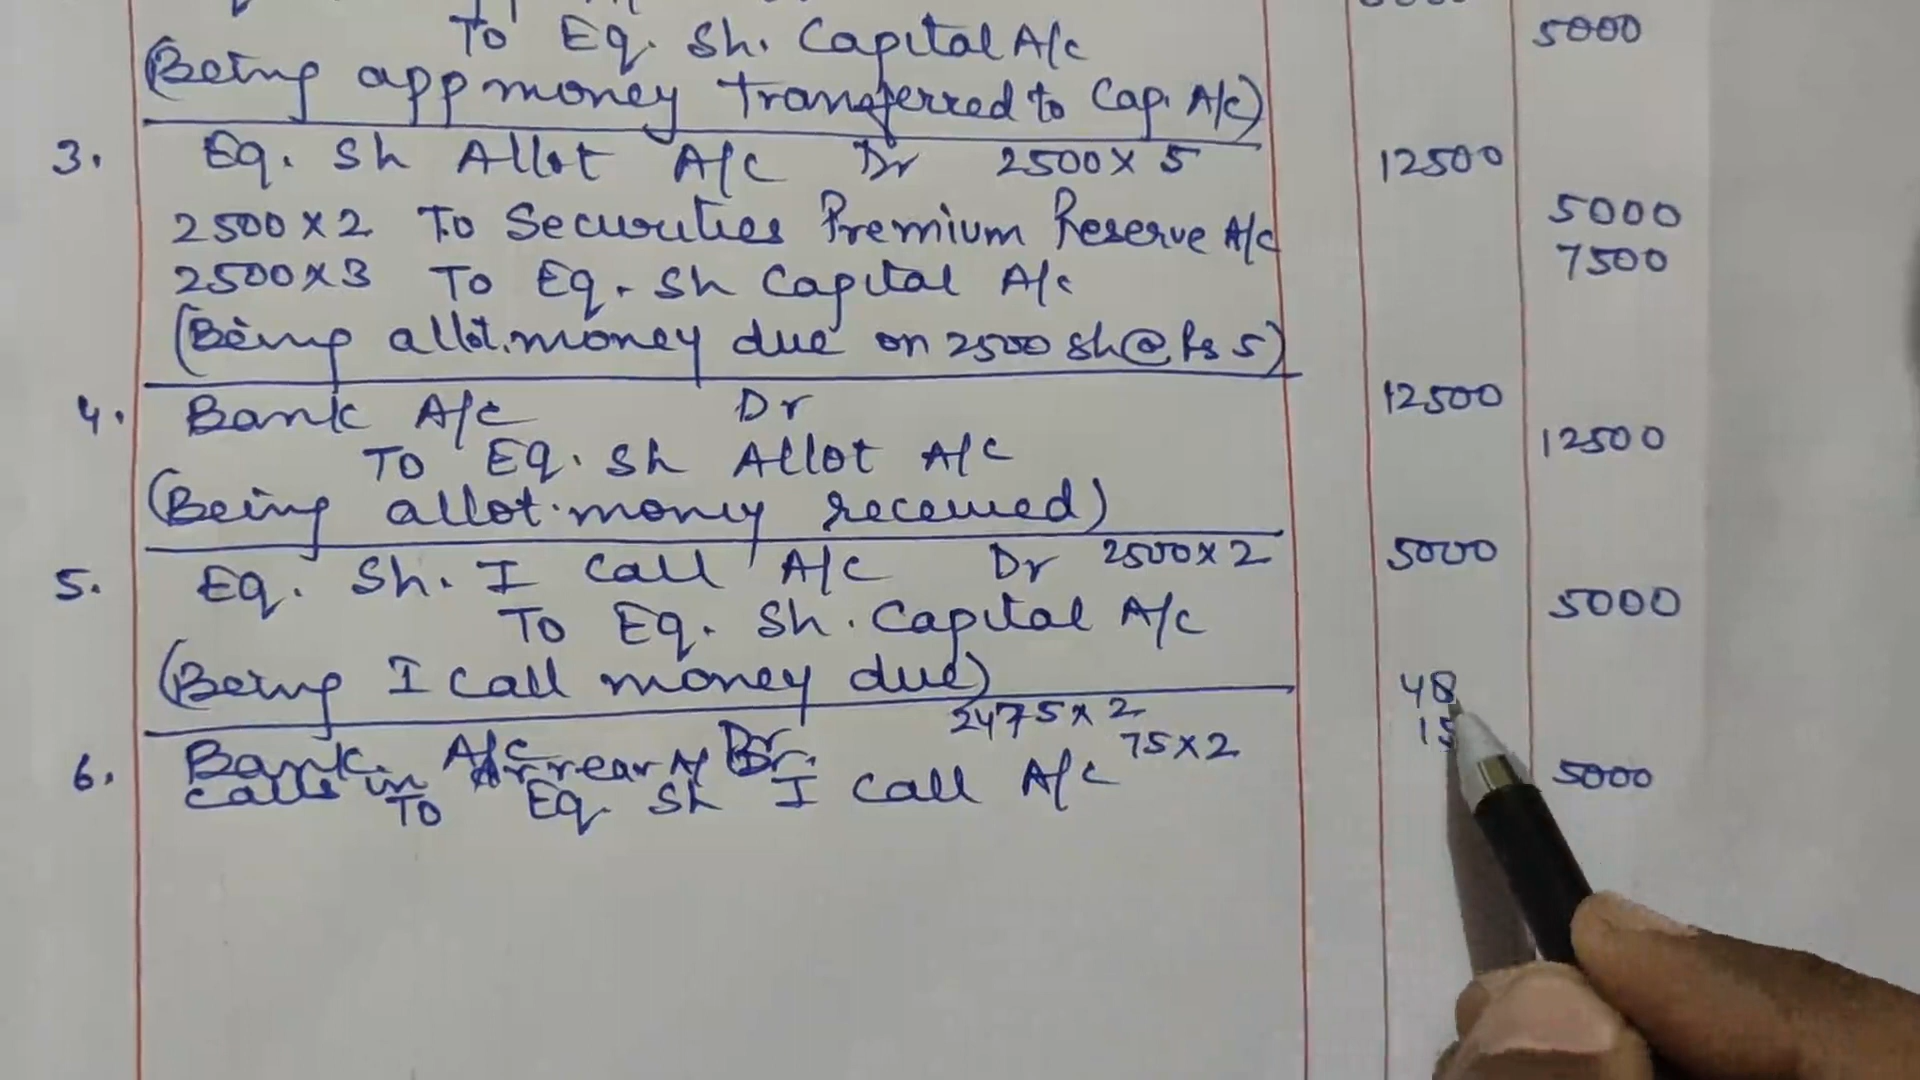 To Eq. Sh. Capital A/c 5000
(Being app money transferred to Cap. A/c)
3. Eq. Sh Allot A/c Dr 2500 x 5 12500
2500 x 2 To Securities Premium Reserve A/c 5000
2500 x 3 To Eq. Sh Capital A/c 7500
(Being allot. money due on 2500 sh @ Rs 5)
4. Bank A/c Dr 12500
To Eq. Sh Allot A/c 12500
(Being allot. money received)
5. Eq. Sh. I call A/c Dr 2500 x 2 5000
To Eq. Sh. Capital A/c 5000
(Being I call money due)
6. Bank A/c Dr. 2475 x 2 48
calls in Arrear A/c Dr. 75 x 2 15
To Eq. Sh I call A/c 5000